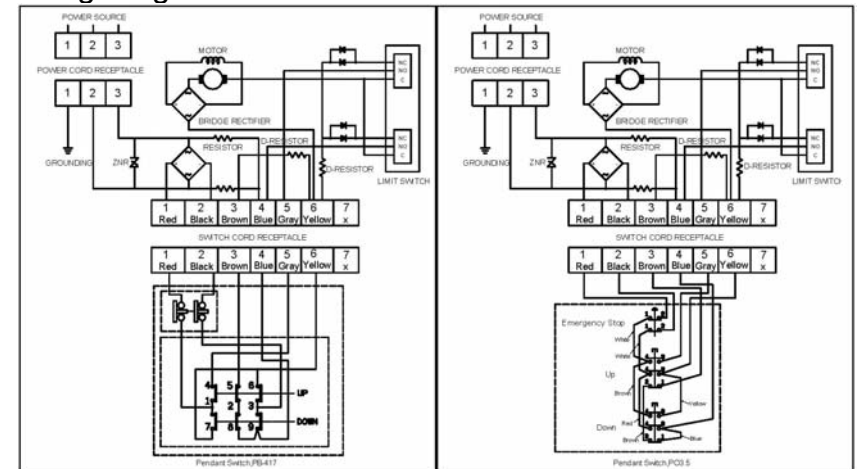 POWER SOURCE
1 2 3
POWER CORD RECEPTACLE
1 2 3
GROUNDING
ZNR
MOTOR
BRIDGE RECTIFIER
RESISTOR
D-RESISTOR
D-RESISTOR
NC
NO
C
NC
NO
C
LIMIT SWITCH
1 2 3 4 5 6 7
Red Black Brown Blue Gray Yellow x
SWITCH CORD RECEPTACLE
1 2 3 4 5 6 7
Red Black Brown Blue Gray Yellow x
4 5 6
UP
1 2 3
DOWN
7 8 9
Pendant Switch,PB-417
POWER SOURCE
1 2 3
POWER CORD RECEPTACLE
1 2 3
GROUNDING
ZNR
MOTOR
BRIDGE RECTIFIER
RESISTOR
D-RESISTOR
D-RESISTOR
NC
NO
C
NC
NO
C
LIMIT SWITCH
1 2 3 4 5 6 7
Red Black Brown Blue Gray Yellow x
SWITCH CORD RECEPTACLE
1 2 3 4 5 6 7
Red Black Brown Blue Gray Yellow x
Emergency Stop
White
White
Up
Brown
Yellow
Red
Down
Brown
Blue
Pendant Switch,PO3.5